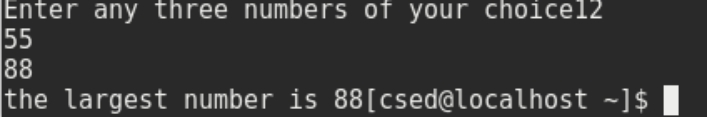 Enter any three numbers of your choice12
55
88
the largest number is 88[csed@localhost ~]$